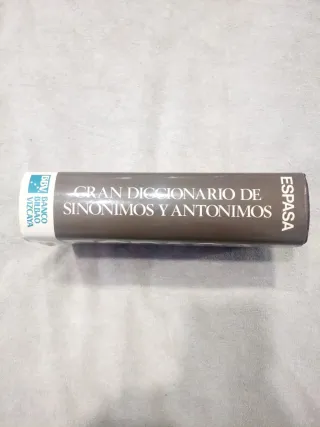 ESPASA
GRAN DICCIONARIO DE
SINONIMOS Y ANTONIMOS
BBV
BANCO
BILBAO
VIZCAYA